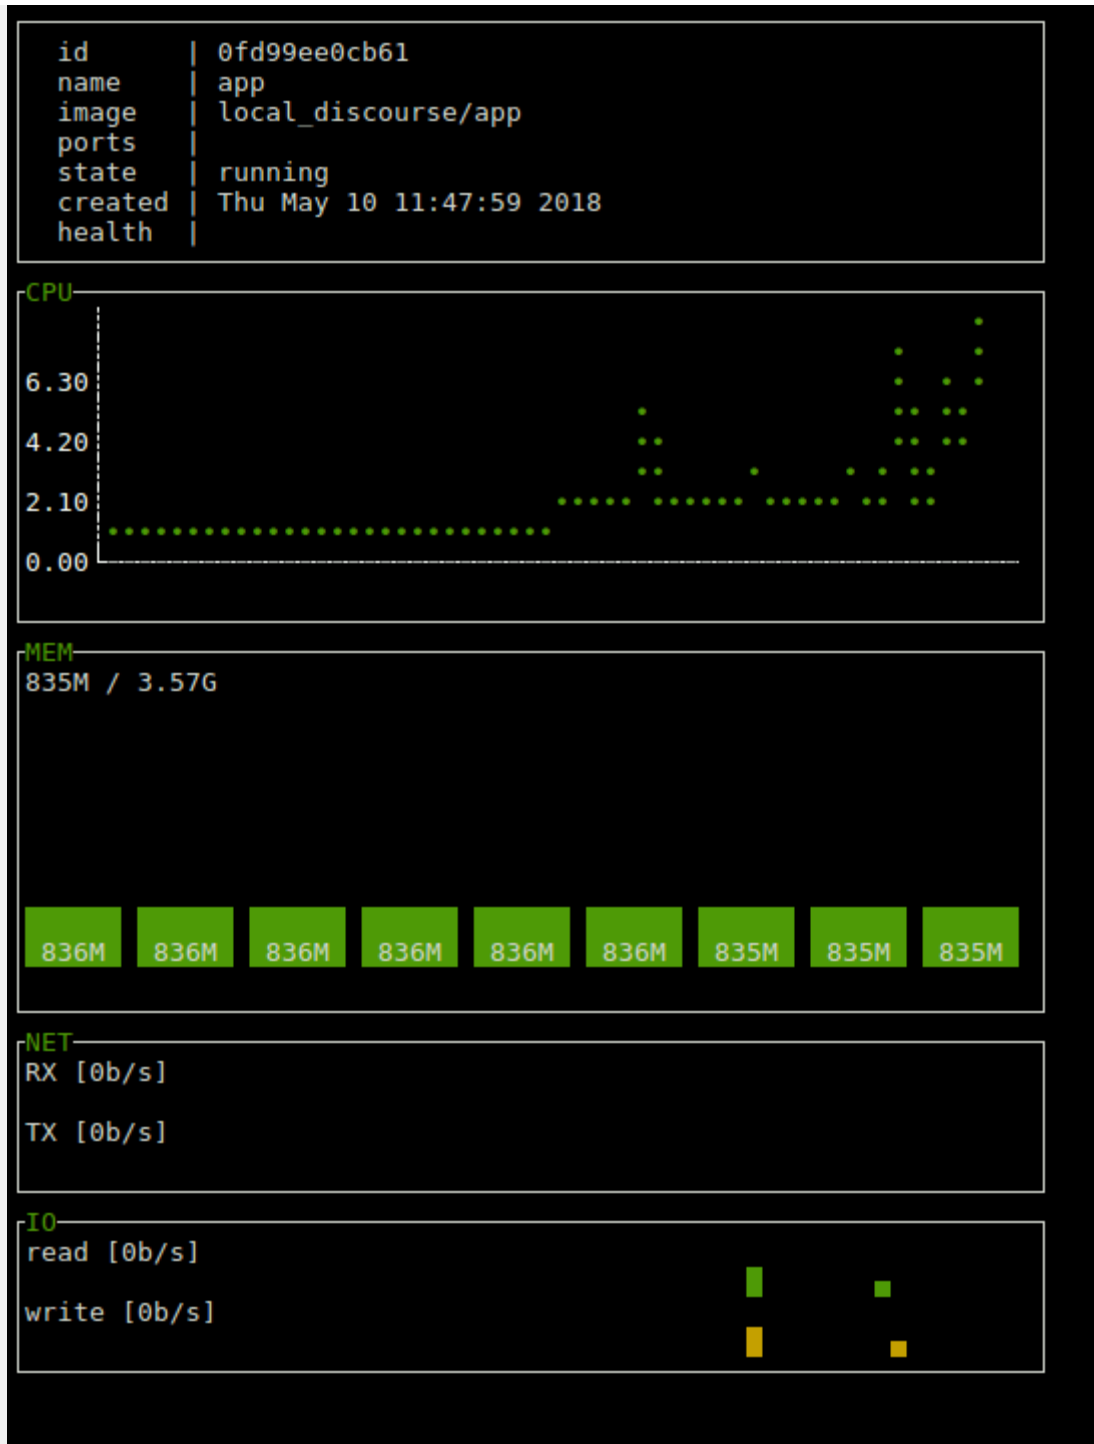 id | 0fd99ee0cb61
name | app
image | local_discourse/app
ports |
state | running
created | Thu May 10 11:47:59 2018
health |
CPU
6.30
4.20
2.10
0.00
MEM
835M / 3.57G
836M 836M 836M 836M 836M 836M 835M 835M 835M
NET
RX [0b/s]
TX [0b/s]
IO
read [0b/s]
write [0b/s]